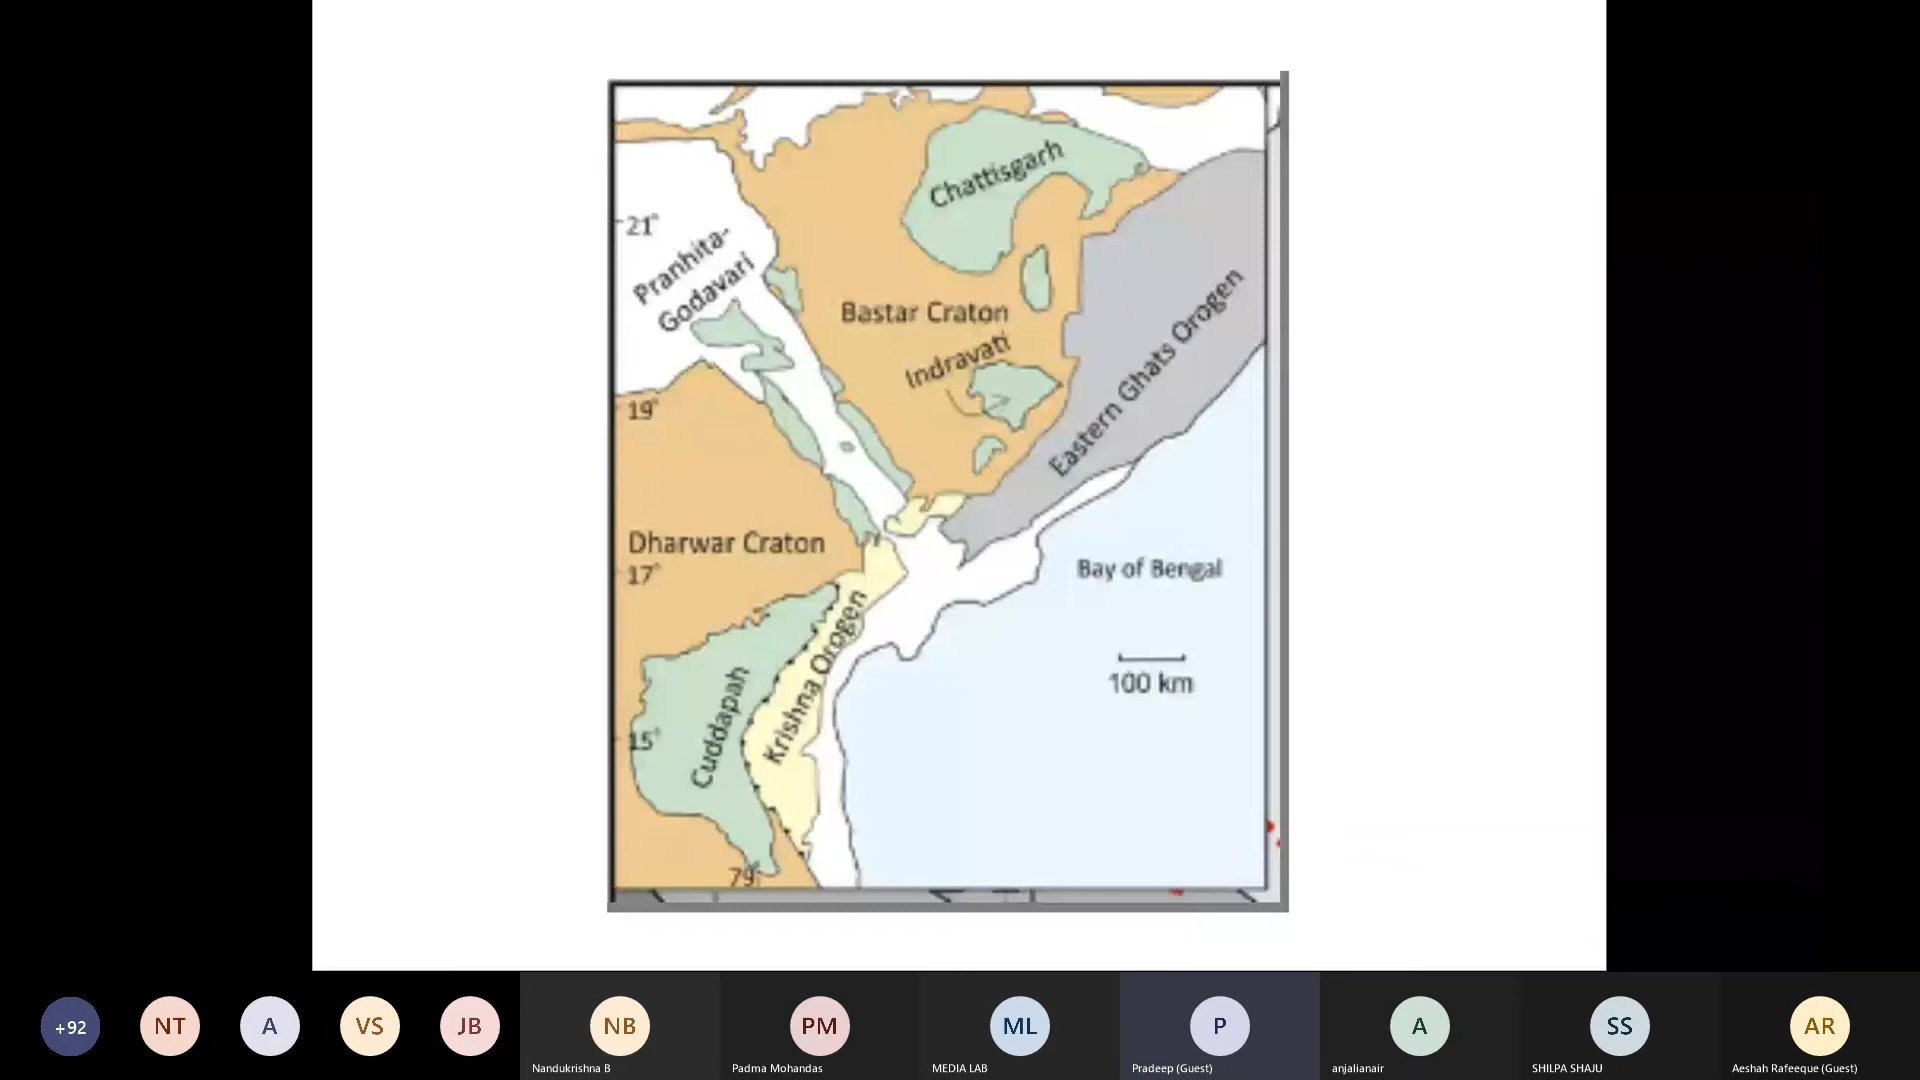 Chattisgarh
21°
Pranhita-
Godavari
Bastar Craton
Indravati
Eastern Ghats Orogen
19°
Dharwar Craton
17°
Bay of Bengal
Krishna Orogen
100 km
Cuddapah
15°
79°
+92
NT
A
VS
JB
NB
PM
ML
P
A
SS
AR
Nandukrishna B
Padma Mohandas
MEDIA LAB
Pradeep (Guest)
anjalianair
SHILPA SHAJU
Aeshah Rafeeque (Guest)